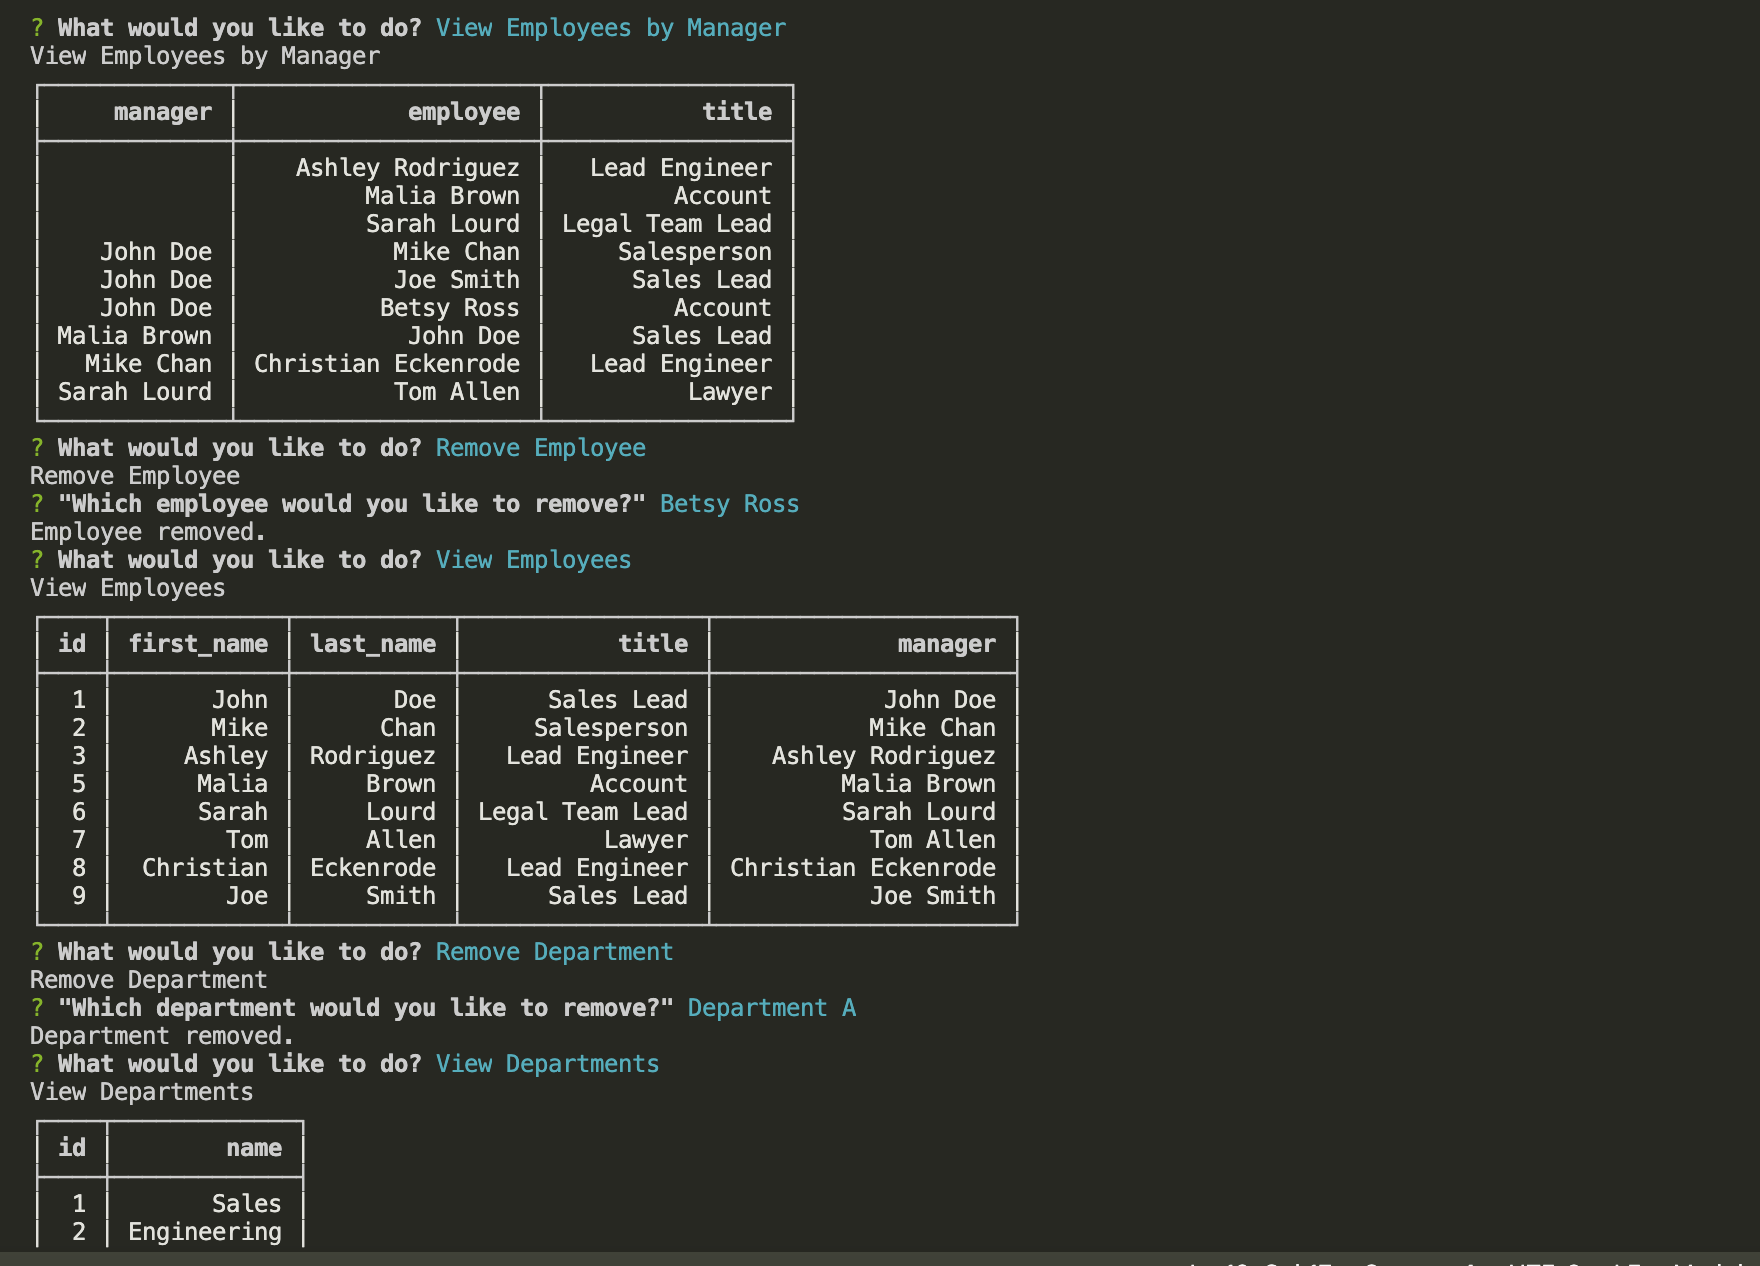 ? What would you like to do? View Employees by Manager
View Employees by Manager
manager employee title
Ashley Rodriguez Lead Engineer
Malia Brown Account
Sarah Lourd Legal Team Lead
John Doe Mike Chan Salesperson
John Doe Joe Smith Sales Lead
John Doe Betsy Ross Account
Malia Brown John Doe Sales Lead
Mike Chan Christian Eckenrode Lead Engineer
Sarah Lourd Tom Allen Lawyer
? What would you like to do? Remove Employee
Remove Employee
? "Which employee would you like to remove?" Betsy Ross
Employee removed.
? What would you like to do? View Employees
View Employees
id first_name last_name title manager
1 John Doe Sales Lead John Doe
2 Mike Chan Salesperson Mike Chan
3 Ashley Rodriguez Lead Engineer Ashley Rodriguez
5 Malia Brown Account Malia Brown
6 Sarah Lourd Legal Team Lead Sarah Lourd
7 Tom Allen Lawyer Tom Allen
8 Christian Eckenrode Lead Engineer Christian Eckenrode
9 Joe Smith Sales Lead Joe Smith
? What would you like to do? Remove Department
Remove Department
? "Which department would you like to remove?" Department A
Department removed.
? What would you like to do? View Departments
View Departments
id name
1 Sales
2 Engineering